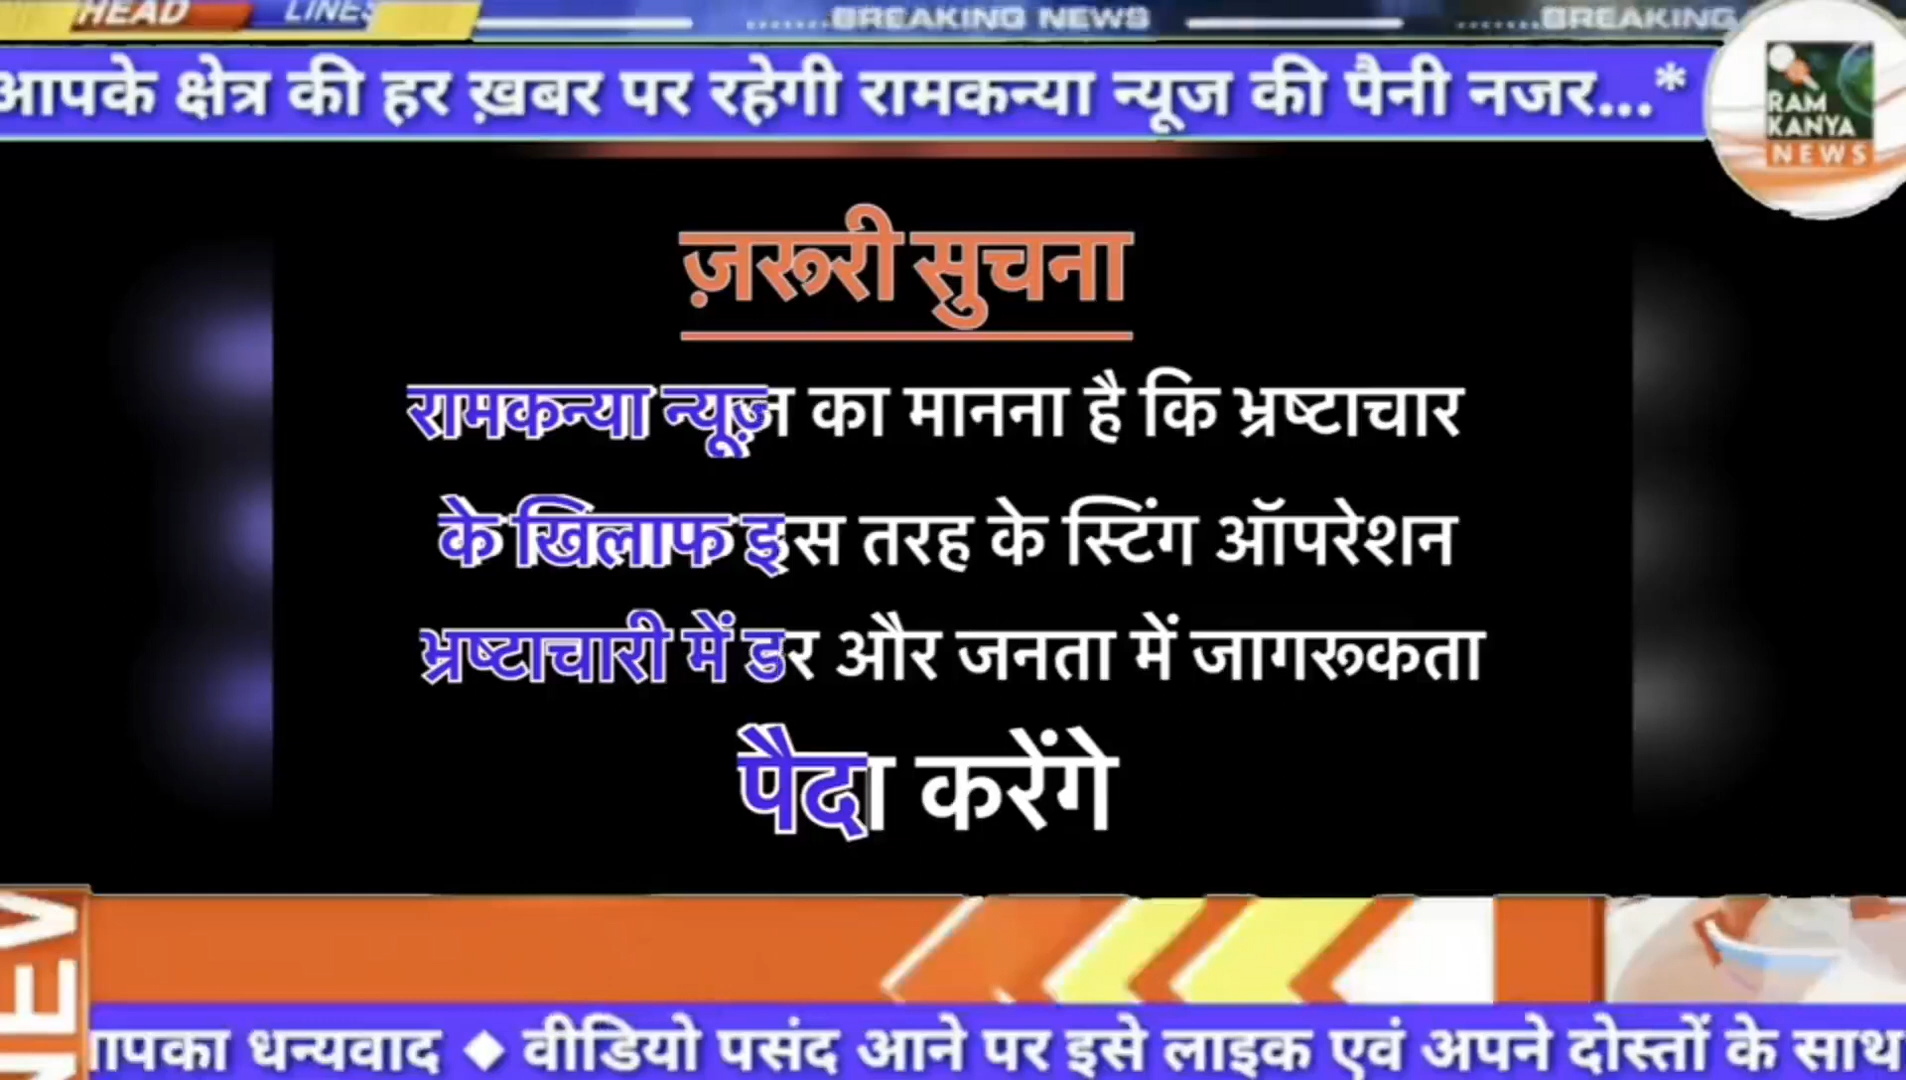 HEAD LINES
BREAKING NEWS
BREAKING
आपके क्षेत्र की हर ख़बर पर रहेगी रामकन्या न्यूज की पैनी नजर...*
RAM
KANYA
NEWS
ज़रूरी सुचना
रामकन्या न्यूज़ का मानना है कि भ्रष्टाचार
के खिलाफ इस तरह के स्टिंग ऑपरेशन
भ्रष्टाचारी में डर और जनता में जागरूकता
पैदा करेंगे
धन्यवाद ◆ वीडियो पसंद आने पर इसे लाइक एवं अपने दोस्तों के साथ